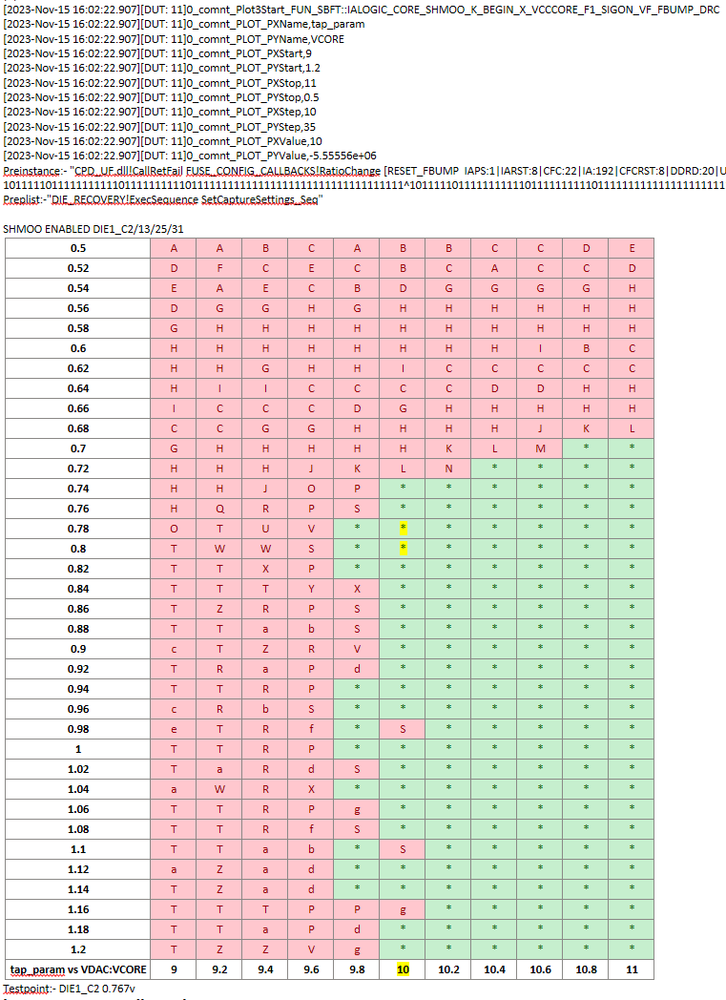 [2023-Nov-15 16:02:22.907][DUT: 11]0_comnt_Plot3Start_FUN_SBFT::IALOGIC_CORE_SHMOO_K_BEGIN_X_VCCCORE_F1_SIGON_VF_FBUMP_DRC
[2023-Nov-15 16:02:22.907][DUT: 11]0_comnt_PLOT_PXName,tap_param
[2023-Nov-15 16:02:22.907][DUT: 11]0_comnt_PLOT_PYName,VCORE
[2023-Nov-15 16:02:22.907][DUT: 11]0_comnt_PLOT_PXStart,9
[2023-Nov-15 16:02:22.907][DUT: 11]0_comnt_PLOT_PYStart,1.2
[2023-Nov-15 16:02:22.907][DUT: 11]0_comnt_PLOT_PXStop,11
[2023-Nov-15 16:02:22.907][DUT: 11]0_comnt_PLOT_PYStop,0.5
[2023-Nov-15 16:02:22.907][DUT: 11]0_comnt_PLOT_PXStep,10
[2023-Nov-15 16:02:22.907][DUT: 11]0_comnt_PLOT_PYStep,35
[2023-Nov-15 16:02:22.907][DUT: 11]0_comnt_PLOT_PXValue,10
[2023-Nov-15 16:02:22.907][DUT: 11]0_comnt_PLOT_PYValue,-5.55556e+06
Preinstance:- "CPD_UF.dll!CallRetFail FUSE_CONFIG_CALLBACKS!RatioChange [RESET_FBUMP IAPS:1|IARST:8|CFC:22|IA:192|CFCRST:8|DDRD:20|U
Preplist:-"DIE_RECOVERY!ExecSequence SetCaptureSettings_Seq"
SHMOO ENABLED DIE1_C2/13/25/31
0.5 A A B C A B B C C D E
0.52 D F C E C B C A C C D
0.54 E A E C B D G G G G H
0.56 D G G H G H H H H H H
0.58 G H H H H H H H H H H
0.6 H H H H H H H H I B C
0.62 H H G H H I C C C C C
0.64 H I I C C C C D D H H
0.66 I C C C D G H H H H H
0.68 C C G G H H H H J K L
0.7 G H H H H H K L M * *
0.72 H H H J K L N * * * *
0.74 H H J O P * * * * * *
0.76 H Q R P S * * * * * *
0.78 O T U V * * * * * * *
0.8 T W W S * * * * * * *
0.82 T T X P * * * * * * *
0.84 T T T Y X * * * * * *
0.86 T Z R P S * * * * * *
0.88 T T a b S * * * * * *
0.9 c T Z R V * * * * * *
0.92 T R a P d * * * * * *
0.94 T T R P * * * * * * *
0.96 c R b S * * * * * * *
0.98 e T R f * S * * * * *
1 T T R P * * * * * * *
1.02 T a R d S * * * * * *
1.04 a W R X * * * * * * *
1.06 T T R P g * * * * * *
1.08 T T R f S * * * * * *
1.1 T T a b * S * * * * *
1.12 a Z a d * * * * * * *
1.14 T Z a d * * * * * * *
1.16 T T T P P g * * * * *
1.18 T T a P d * * * * * *
1.2 T Z Z V g * * * * * *
tap_param vs VDAC:VCORE 9 9.2 9.4 9.6 9.8 10 10.2 10.4 10.6 10.8 11
Testpoint:- DIE1_C2 0.767v